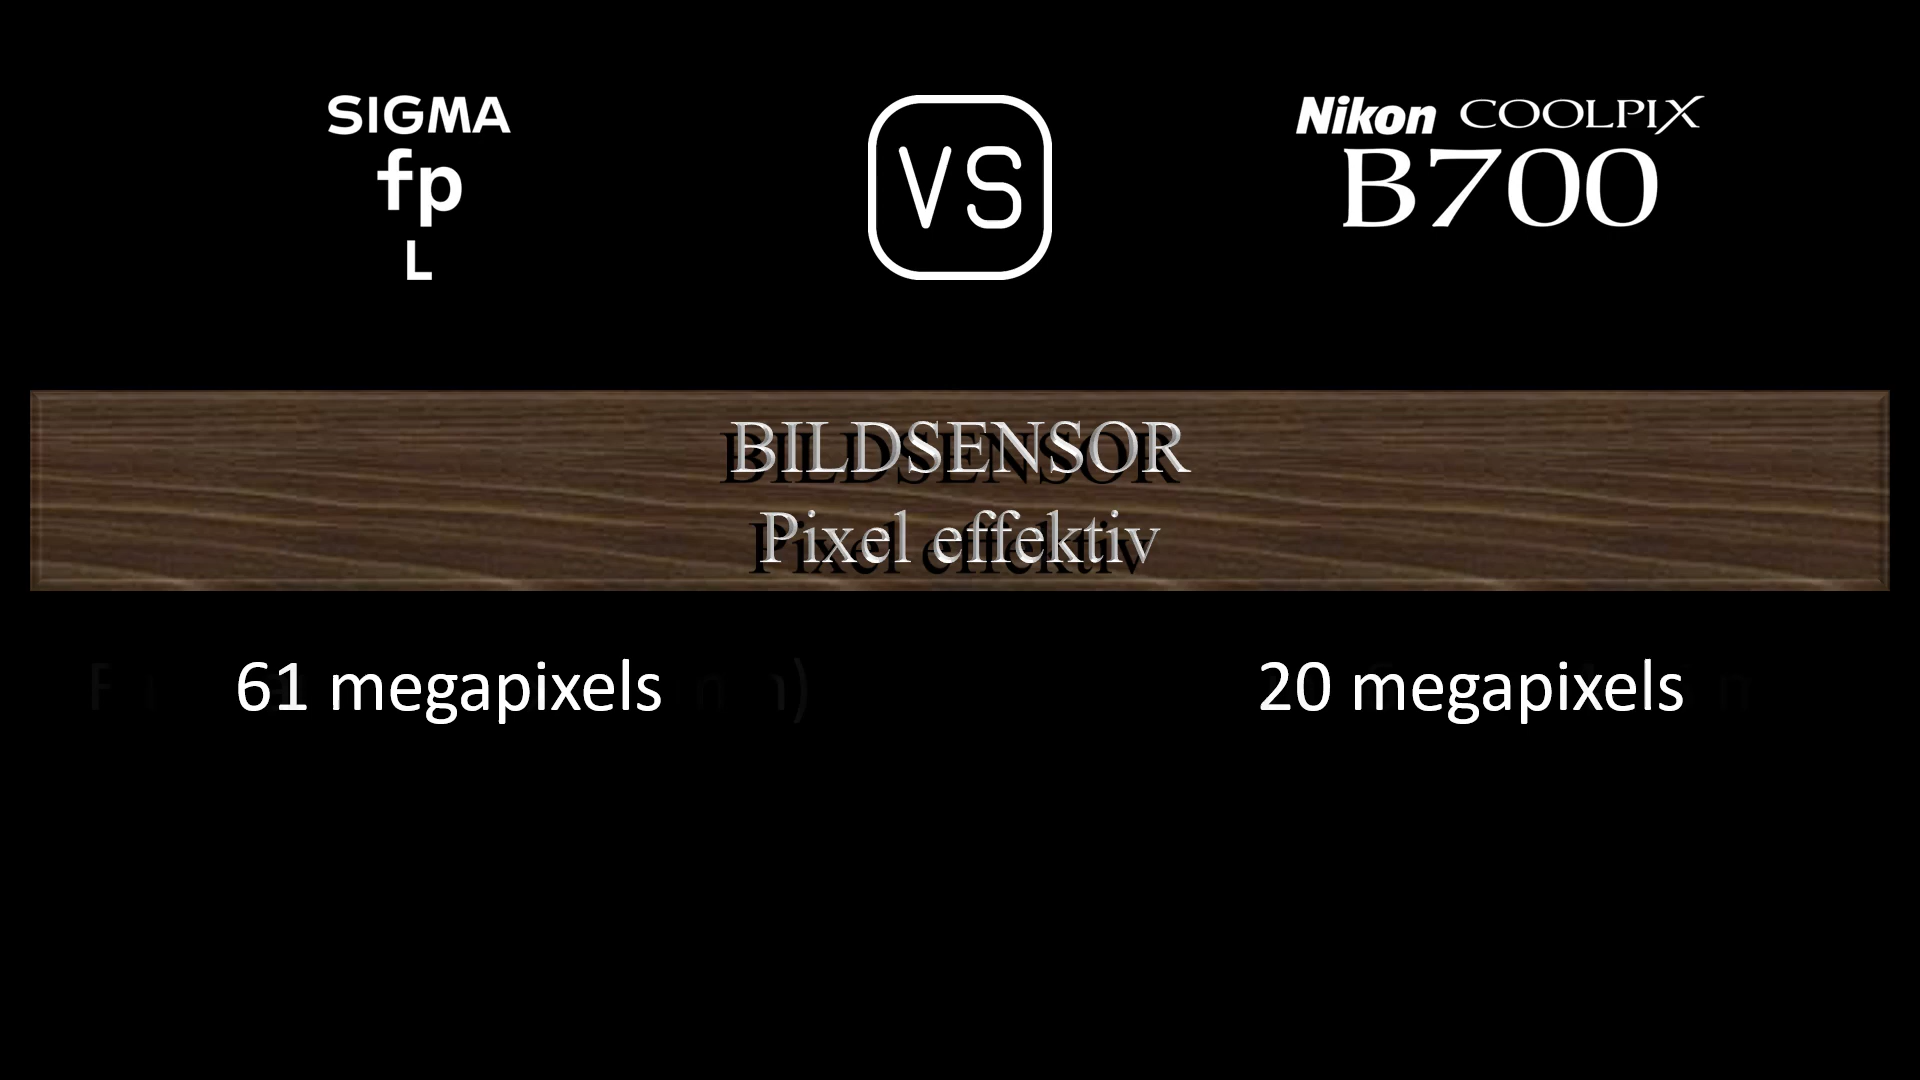 SIGMA
fp
L
VS
Nikon COOLPIX
B700
BILDSENSOR
Pixel effektiv
61 megapixels
20 megapixels